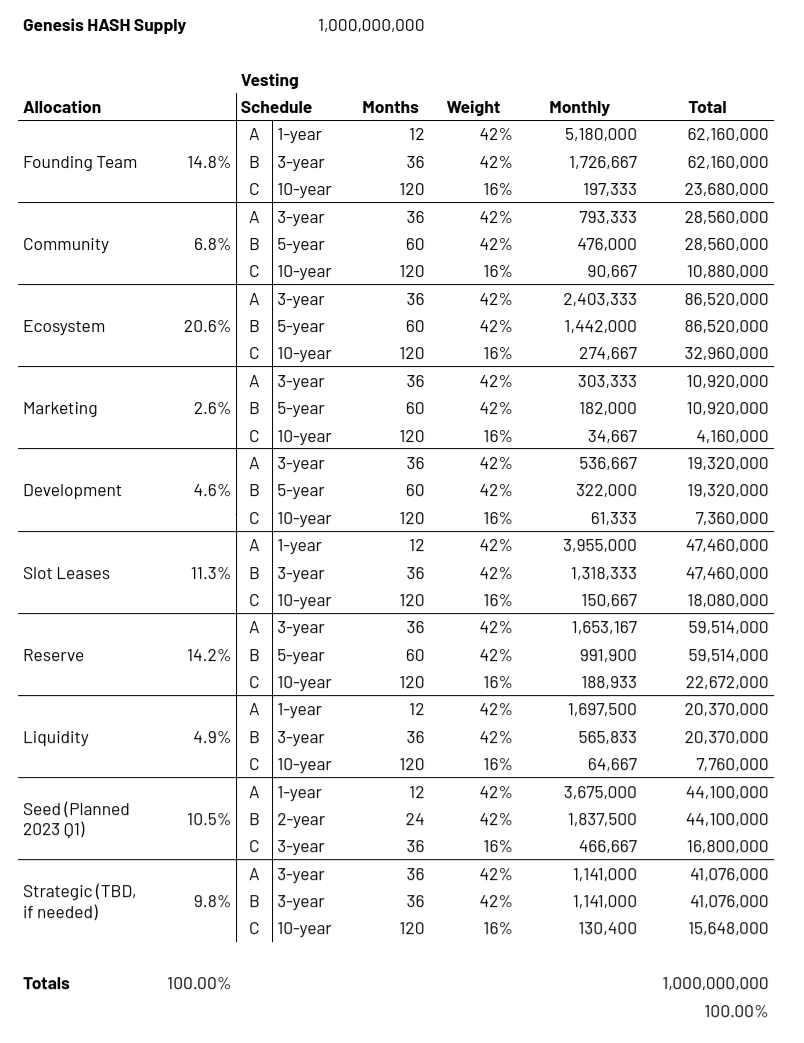 Genesis HASH Supply 1,000,000,000
Vesting
Allocation Schedule Months Weight Monthly Total
A 1-year 12 42% 5,180,000 62,160,000
Founding Team 14.8% B 3-year 36 42% 1,726,667 62,160,000
C 10-year 120 16% 197,333 23,680,000
A 3-year 36 42% 793,333 28,560,000
Community 6.8% B 5-year 60 42% 476,000 28,560,000
C 10-year 120 16% 90,667 10,880,000
A 3-year 36 42% 2,403,333 86,520,000
Ecosystem 20.6% B 5-year 60 42% 1,442,000 86,520,000
C 10-year 120 16% 274,667 32,960,000
A 3-year 36 42% 303,333 10,920,000
Marketing 2.6% B 5-year 60 42% 182,000 10,920,000
C 10-year 120 16% 34,667 4,160,000
A 3-year 36 42% 536,667 19,320,000
Development 4.6% B 5-year 60 42% 322,000 19,320,000
C 10-year 120 16% 61,333 7,360,000
A 1-year 12 42% 3,955,000 47,460,000
Slot Leases 11.3% B 3-year 36 42% 1,318,333 47,460,000
C 10-year 120 16% 150,667 18,080,000
A 3-year 36 42% 1,653,167 59,514,000
Reserve 14.2% B 5-year 60 42% 991,900 59,514,000
C 10-year 120 16% 188,933 22,672,000
A 1-year 12 42% 1,697,500 20,370,000
Liquidity 4.9% B 3-year 36 42% 565,833 20,370,000
C 10-year 120 16% 64,667 7,760,000
A 1-year 12 42% 3,675,000 44,100,000
Seed (Planned 2023 Q1) 10.5% B 2-year 24 42% 1,837,500 44,100,000
C 3-year 36 16% 466,667 16,800,000
A 3-year 36 42% 1,141,000 41,076,000
Strategic (TBD, if needed) 9.8% B 3-year 36 42% 1,141,000 41,076,000
C 10-year 120 16% 130,400 15,648,000
Totals 100.00% 1,000,000,000
100.00%